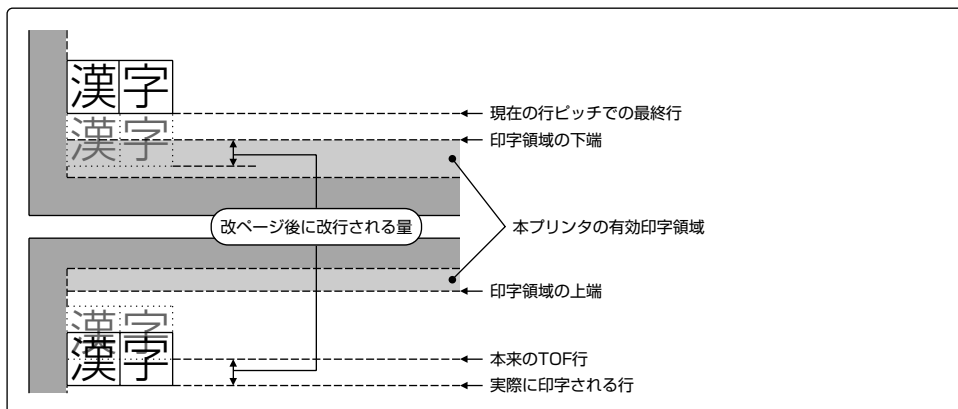 漢字
現在の行ピッチでの最終行
漢字
印字領域の下端
改ページ後に改行される量
本プリンタの有効印字領域
印字領域の上端
漢字
漢字
本来のTOF行
実際に印字される行